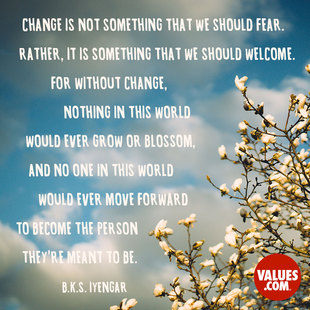 CHANGE IS NOT SOMETHING THAT WE SHOULD FEAR.
RATHER, IT IS SOMETHING THAT WE SHOULD WELCOME.
FOR WITHOUT CHANGE,
NOTHING IN THIS WORLD
WOULD EVER GROW OR BLOSSOM,
AND NO ONE IN THIS WORLD
WOULD EVER MOVE FORWARD
TO BECOME THE PERSON
THEY'RE MEANT TO BE.
B.K.S. IYENGAR
VALUES
.COM